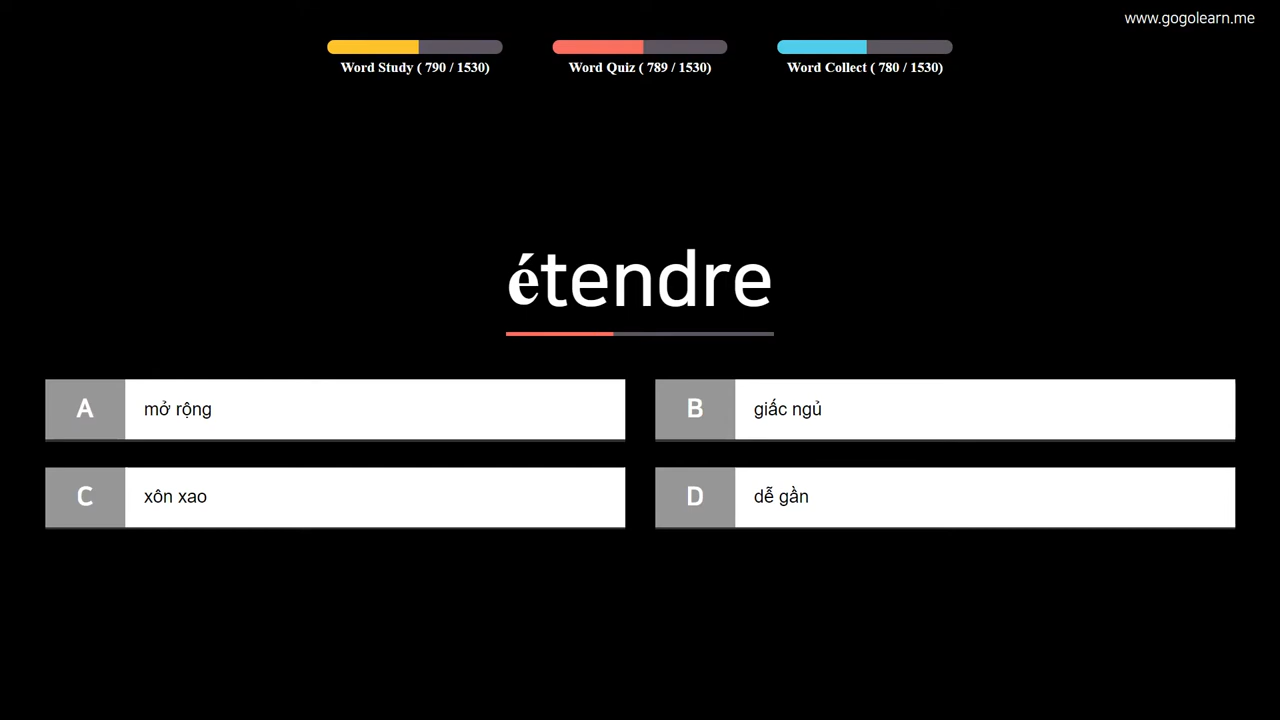 www.gogolearn.me
Word Study ( 790 / 1530)
Word Quiz ( 789 / 1530)
Word Collect ( 780 / 1530)
étendre
A mở rộng
B giấc ngủ
C xôn xao
D dễ gần